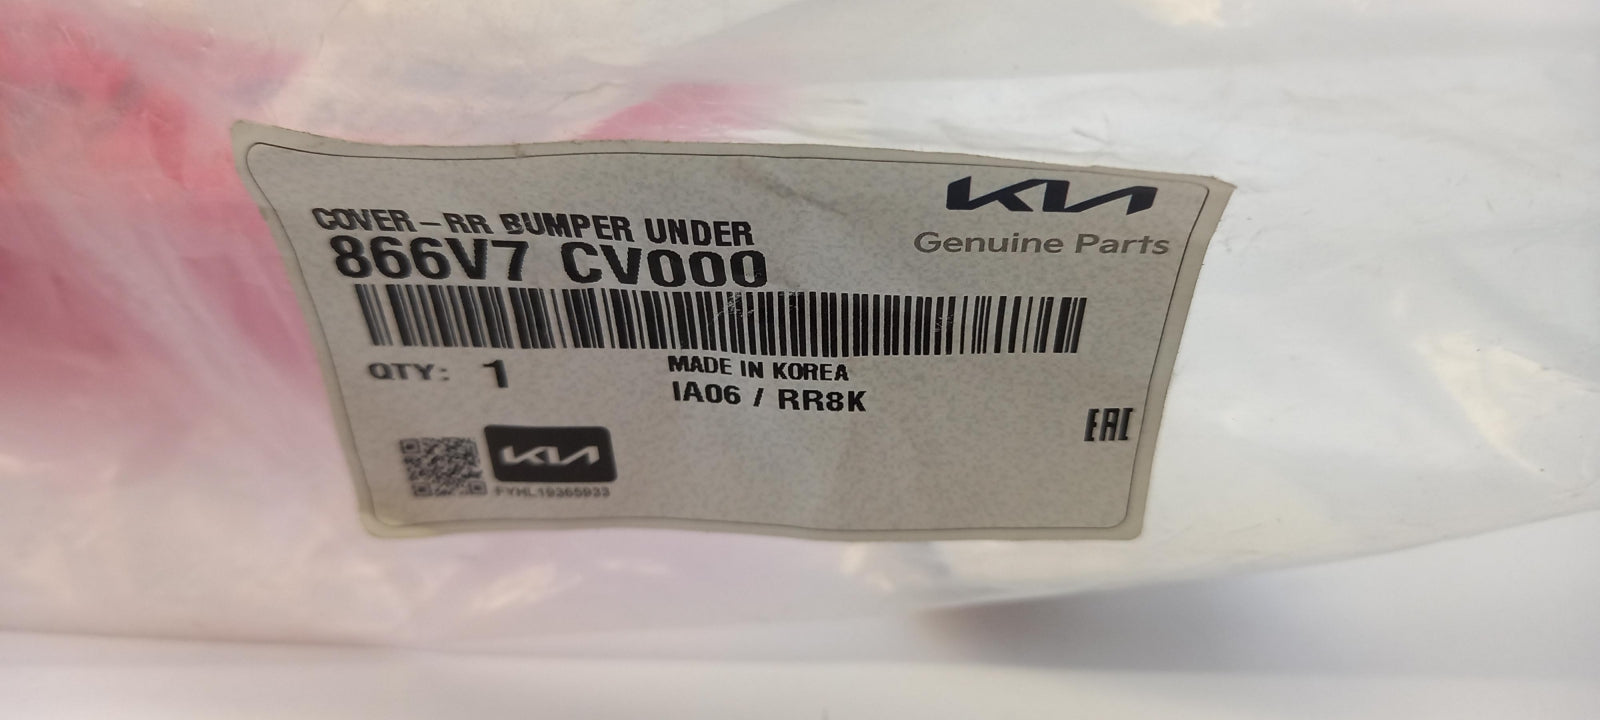 KIA
Genuine Parts
COVER-RR BUMPER UNDER
866V7 CV000
QTY: 1
MADE IN KOREA
IA06 / RR8K
EAC
KIA
FYHL19365933